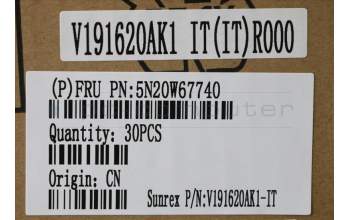 V191620AK1 IT(IT)R000
(P)FRU PN:5N20W67740
Quantity: 30PCS
Origin: CN
Sunrex P/N:V191620AK1-IT